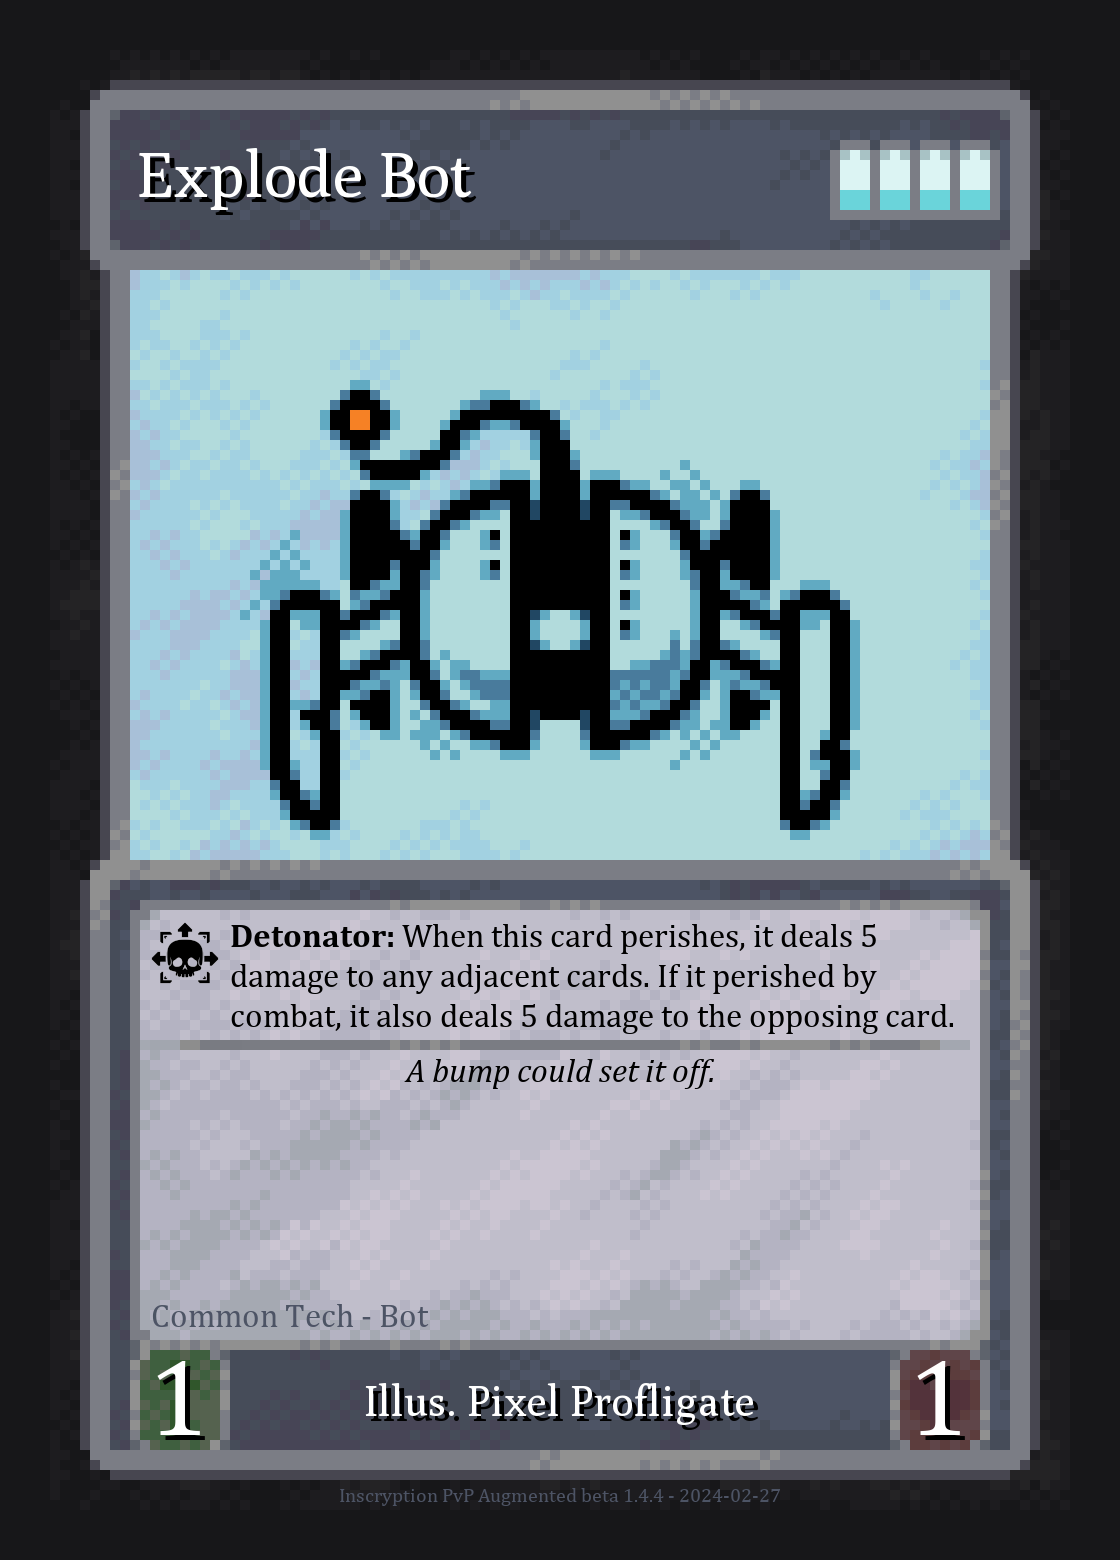 Explode Bot
Detonator: When this card perishes, it deals 5
damage to any adjacent cards. If it perished by
combat, it also deals 5 damage to the opposing card.
A bump could set it off.
Common Tech - Bot
1
Illus. Pixel Profligate
1
Inscryption PvP Augmented beta 1.4.4 - 2024-02-27